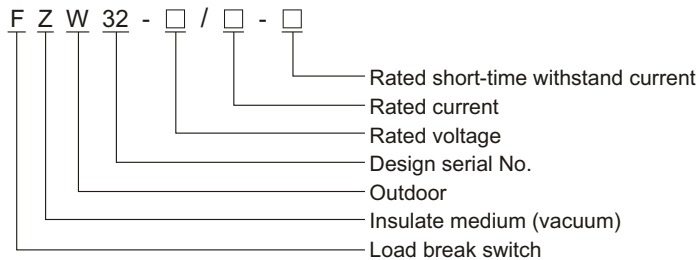 F Z W 32 - □ / □ - □
Rated short-time withstand current
Rated current
Rated voltage
Design serial No.
Outdoor
Insulate medium (vacuum)
Load break switch